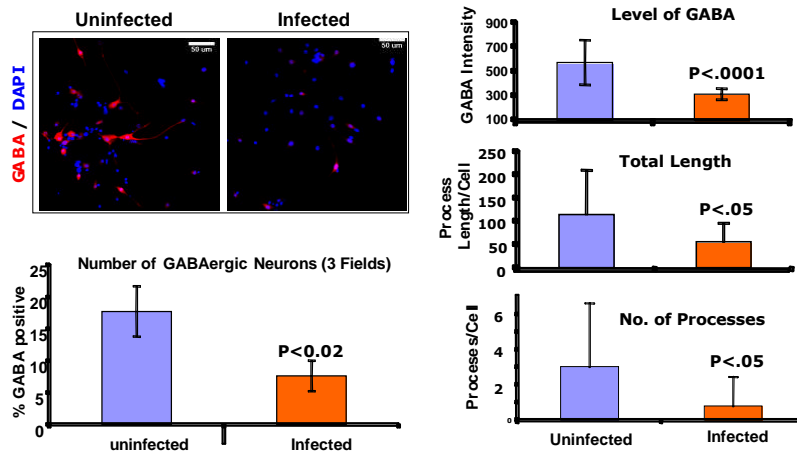 Uninfected
Infected
GABA / DAPI
50 um
50 um
Number of GABAergic Neurons (3 Fields)
% GABA positive
25
20
15
10
5
0
P<0.02
uninfected
Infected
Level of GABA
GABA Intensity
900
700
500
300
100
P<.0001
Total Length
Process
Length/Cell
250
200
150
100
50
0
P<.05
No. of Processes
Proceses/Cell
6
4
2
0
P<.05
Uninfected
Infected